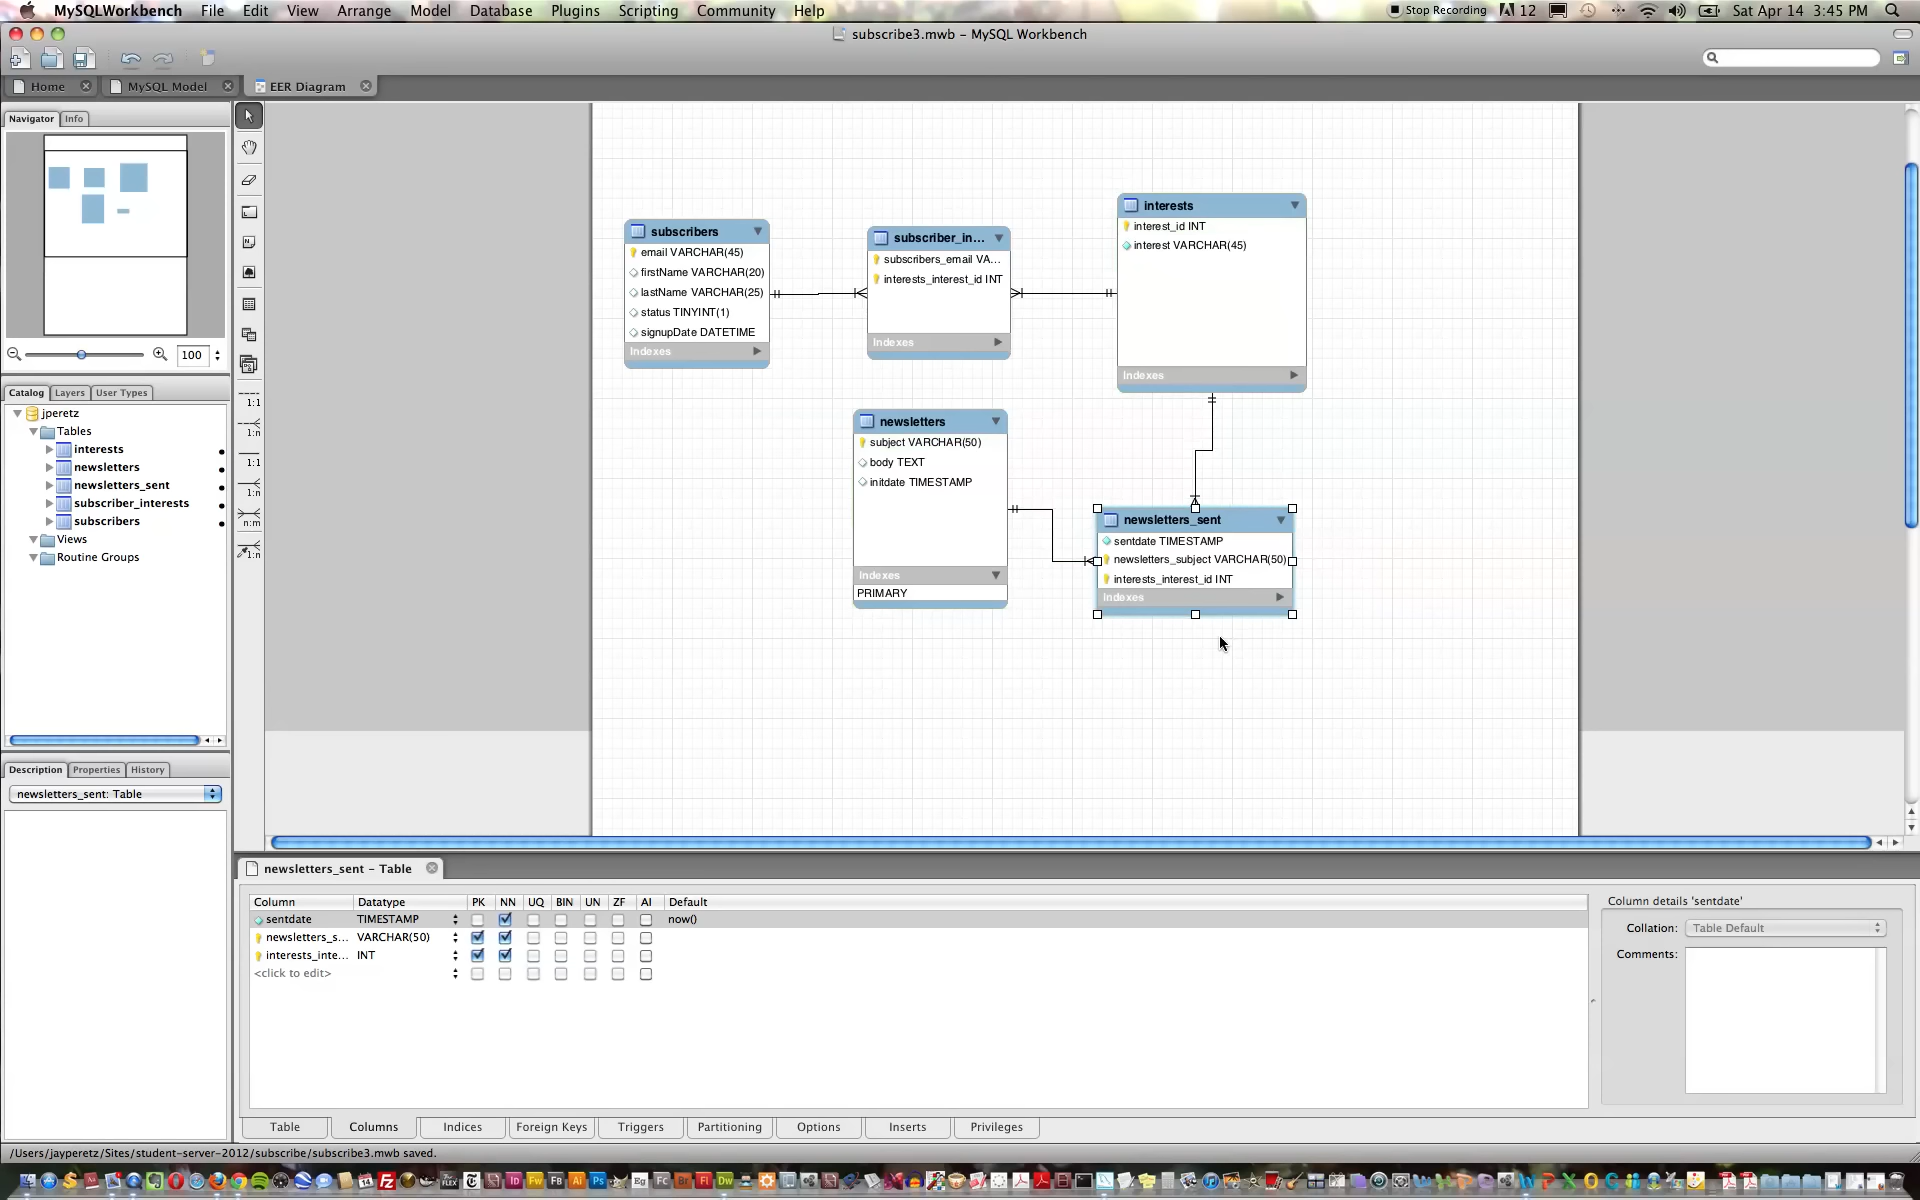 MySQLWorkbench File Edit View Arrange Model Database Plugins Scripting Community Help Stop Recording 12 Sat Apr 14 3:45 PM
subscribe3.mwb – MySQL Workbench
Home MySQL Model EER Diagram
Navigator Info
100
Catalog Layers User Types
jperetz
Tables
interests
newsletters
newsletters_sent
subscriber_interests
subscribers
Views
Routine Groups
1:1
1:n
1:1
1:n
n:m
1:n
subscribers
email VARCHAR(45)
firstName VARCHAR(20)
lastName VARCHAR(25)
status TINYINT(1)
signupDate DATETIME
Indexes
subscriber_in...
subscribers_email VA...
interests_interest_id INT
Indexes
interests
interest_id INT
interest VARCHAR(45)
Indexes
newsletters
subject VARCHAR(50)
body TEXT
initdate TIMESTAMP
Indexes
PRIMARY
newsletters_sent
sentdate TIMESTAMP
newsletters_subject VARCHAR(50)
interests_interest_id INT
Indexes
Description Properties History
newsletters_sent: Table
newsletters_sent – Table
Column Datatype PK NN UQ BIN UN ZF AI Default
sentdate TIMESTAMP now()
newsletters_s... VARCHAR(50)
interests_inte... INT
<click to edit>
Column details 'sentdate'
Collation: Table Default
Comments:
Table Columns Indices Foreign Keys Triggers Partitioning Options Inserts Privileges
/Users/jayperetz/Sites/student-server-2012/subscribe/subscribe3.mwb saved.